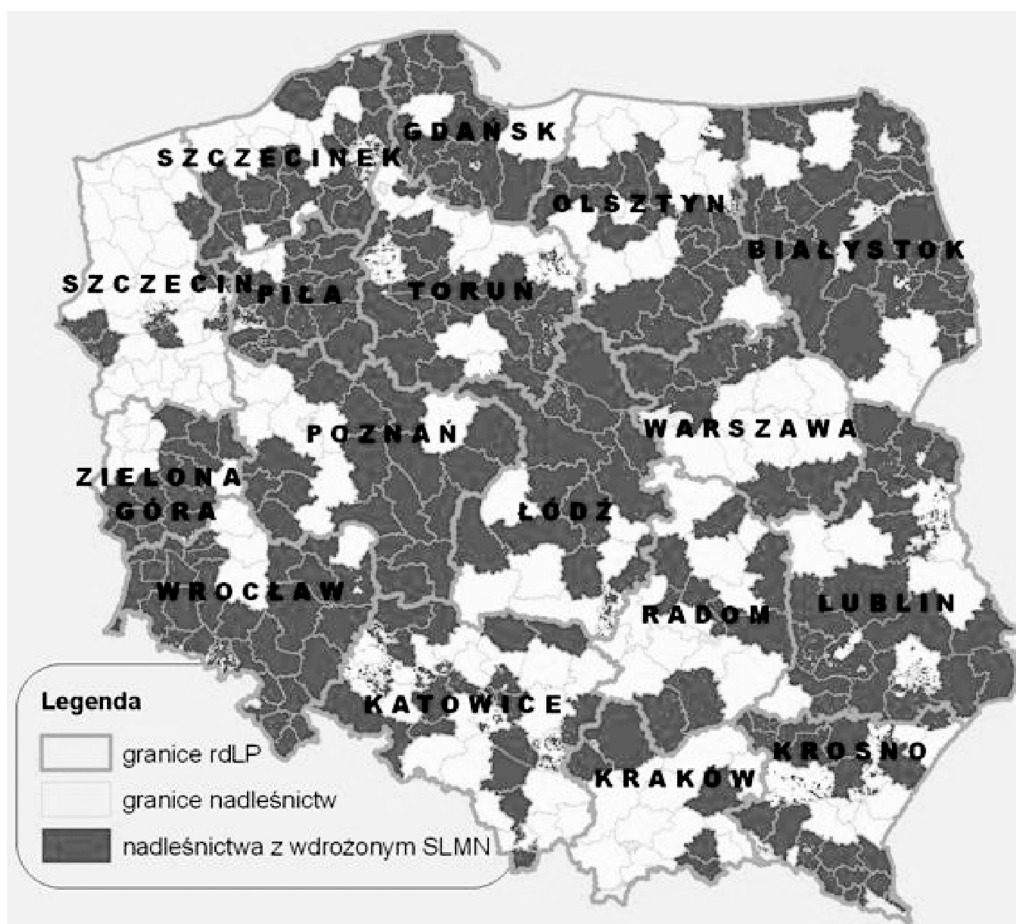 GDAŃSK
SZCZECINEK
OLSZTYN
BIAŁYSTOK
SZCZECIN
PIŁA
TORUŃ
WARSZAWA
POZNAŃ
ZIELONA
GÓRA
ŁÓDŹ
WROCŁAW
RADOM
LUBLIN
KATOWICE
KROSNO
KRAKÓW
Legenda
granice rdLP
granice nadleśnictw
nadleśnictwa z wdrożonym SLMN